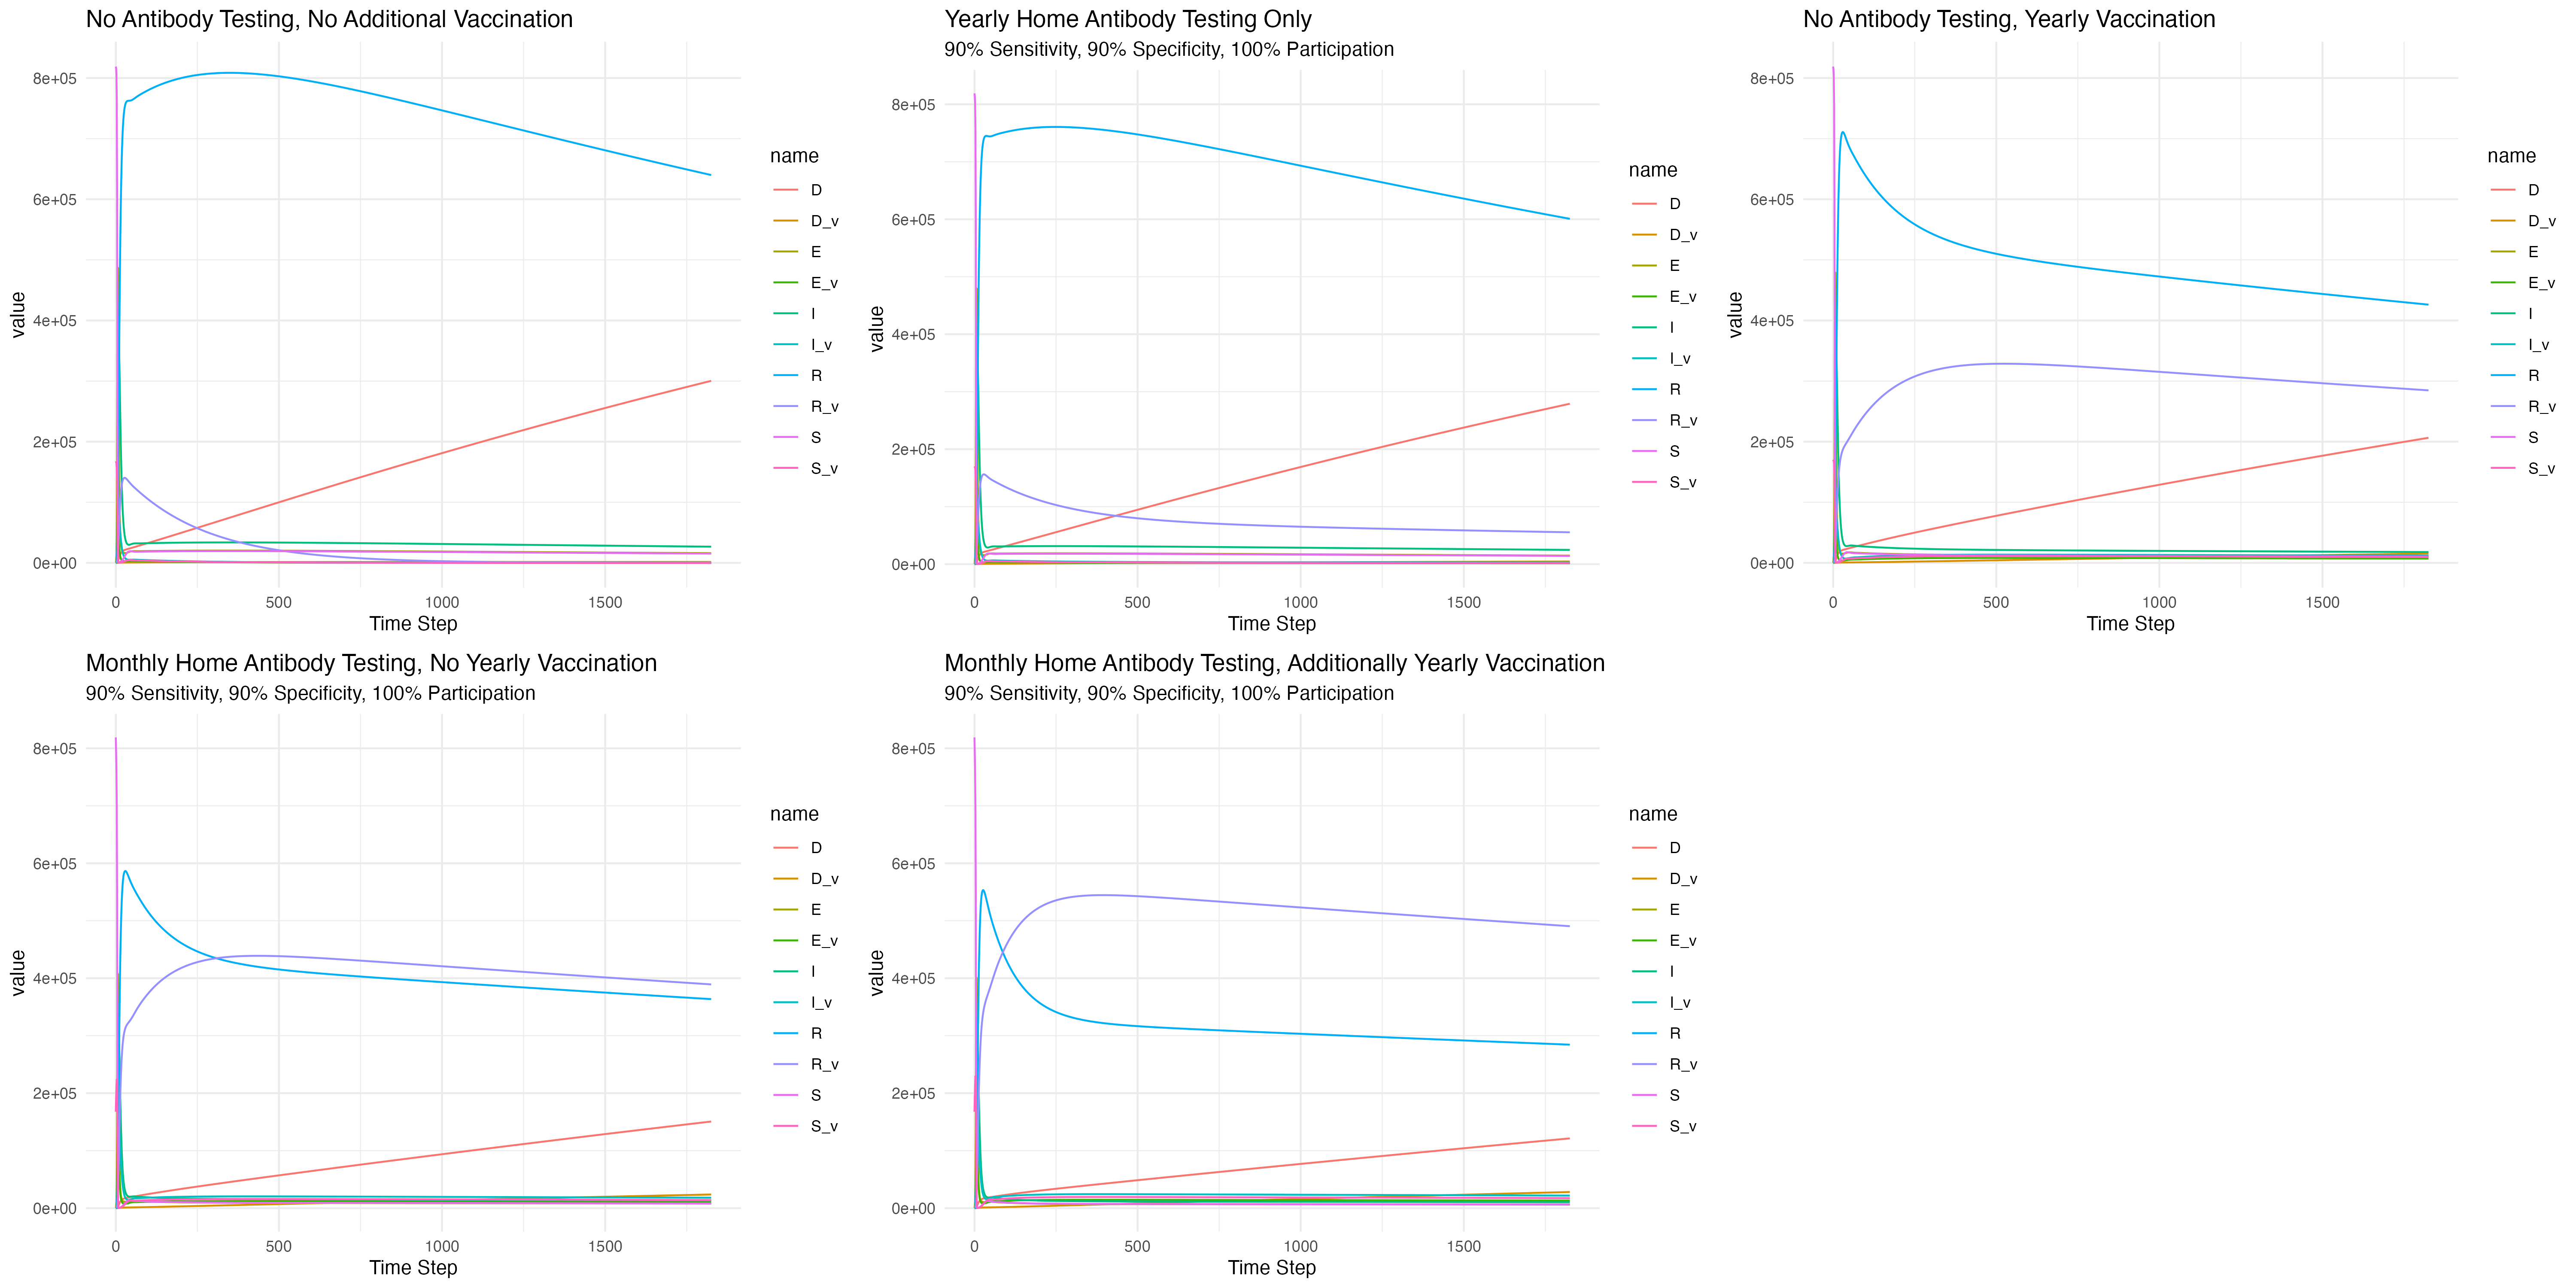 No Antibody Testing, No Additional Vaccination
8e+05
6e+05
4e+05
2e+05
0e+00
value
0 500 1000 1500
Time Step
name
D
D_v
E
E_v
I
I_v
R
R_v
S
S_v
Yearly Home Antibody Testing Only
90% Sensitivity, 90% Specificity, 100% Participation
8e+05
6e+05
4e+05
2e+05
0e+00
value
0 500 1000 1500
Time Step
name
D
D_v
E
E_v
I
I_v
R
R_v
S
S_v
No Antibody Testing, Yearly Vaccination
8e+05
6e+05
4e+05
2e+05
0e+00
value
0 500 1000 1500
Time Step
name
D
D_v
E
E_v
I
I_v
R
R_v
S
S_v
Monthly Home Antibody Testing, No Yearly Vaccination
90% Sensitivity, 90% Specificity, 100% Participation
8e+05
6e+05
4e+05
2e+05
0e+00
value
0 500 1000 1500
Time Step
name
D
D_v
E
E_v
I
I_v
R
R_v
S
S_v
Monthly Home Antibody Testing, Additionally Yearly Vaccination
90% Sensitivity, 90% Specificity, 100% Participation
8e+05
6e+05
4e+05
2e+05
0e+00
value
0 500 1000 1500
Time Step
name
D
D_v
E
E_v
I
I_v
R
R_v
S
S_v